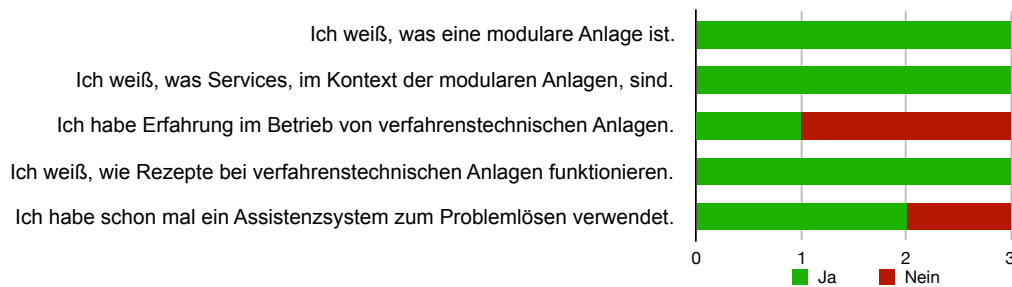 Ich weiß, was eine modulare Anlage ist.
Ich weiß, was Services, im Kontext der modularen Anlagen, sind.
Ich habe Erfahrung im Betrieb von verfahrenstechnischen Anlagen.
Ich weiß, wie Rezepte bei verfahrenstechnischen Anlagen funktionieren.
Ich habe schon mal ein Assistenzsystem zum Problemlösen verwendet.
0 1 2 3
Ja Nein